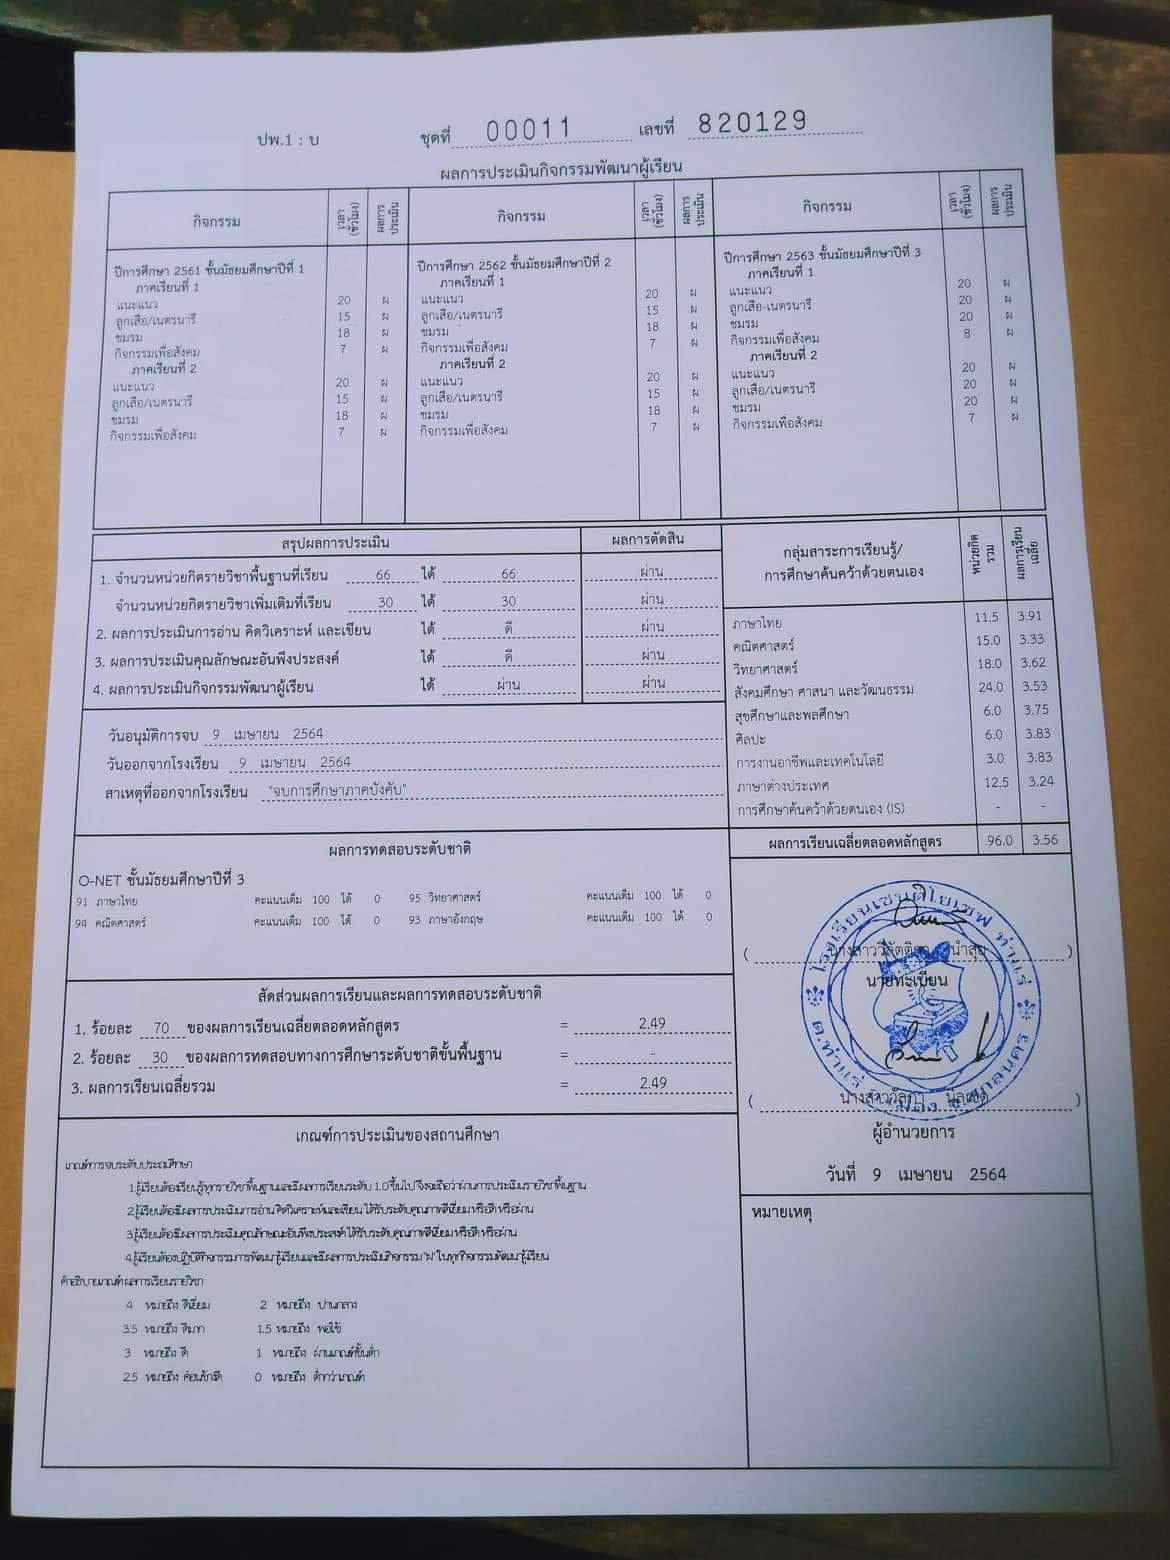 ปพ.1 : บ ชุดที่ 00011 เลขที่ 820129
ผลการประเมินกิจกรรมพัฒนาผู้เรียน
กิจกรรม เวลา (ชั่วโมง) ผลการประเมิน กิจกรรม เวลา (ชั่วโมง) ผลการประเมิน กิจกรรม เวลา (ชั่วโมง) ผลการประเมิน
ปีการศึกษา 2561 ชั้นมัธยมศึกษาปีที่ 1
ภาคเรียนที่ 1
แนะแนว 20 ผ
ลูกเสือ/เนตรนารี 15 ผ
ชมรม 18 ผ
กิจกรรมเพื่อสังคม 7 ผ
ภาคเรียนที่ 2
แนะแนว 20 ผ
ลูกเสือ/เนตรนารี 15 ผ
ชมรม 18 ผ
กิจกรรมเพื่อสังคม 7 ผ
ปีการศึกษา 2562 ชั้นมัธยมศึกษาปีที่ 2
ภาคเรียนที่ 1
แนะแนว 20 ผ
ลูกเสือ/เนตรนารี 15 ผ
ชมรม 18 ผ
กิจกรรมเพื่อสังคม 7 ผ
ภาคเรียนที่ 2
แนะแนว 20 ผ
ลูกเสือ/เนตรนารี 15 ผ
ชมรม 18 ผ
กิจกรรมเพื่อสังคม 7 ผ
ปีการศึกษา 2563 ชั้นมัธยมศึกษาปีที่ 3
ภาคเรียนที่ 1
แนะแนว 20 ผ
ลูกเสือ-เนตรนารี 20 ผ
ชมรม 20 ผ
กิจกรรมเพื่อสังคม 8 ผ
ภาคเรียนที่ 2
แนะแนว 20 ผ
ลูกเสือ/เนตรนารี 20 ผ
ชมรม 20 ผ
กิจกรรมเพื่อสังคม 7 ผ
สรุปผลการประเมิน ผลการตัดสิน
1. จำนวนหน่วยกิตรายวิชาพื้นฐานที่เรียน 66 ได้ 66 ผ่าน
จำนวนหน่วยกิตรายวิชาเพิ่มเติมที่เรียน 30 ได้ 30 ผ่าน
2. ผลการประเมินการอ่าน คิดวิเคราะห์ และเขียน ได้ ดี ผ่าน
3. ผลการประเมินคุณลักษณะอันพึงประสงค์ ได้ ดี ผ่าน
4. ผลการประเมินกิจกรรมพัฒนาผู้เรียน ได้ ผ่าน ผ่าน
วันอนุมัติการจบ 9 เมษายน 2564
วันออกจากโรงเรียน 9 เมษายน 2564
สาเหตุที่ออกจากโรงเรียน "จบการศึกษาภาคบังคับ"
กลุ่มสาระการเรียนรู้/ การศึกษาค้นคว้าด้วยตนเอง หน่วยกิตรวม ผลการเรียนเฉลี่ย
ภาษาไทย 11.5 3.91
คณิตศาสตร์ 15.0 3.33
วิทยาศาสตร์ 18.0 3.62
สังคมศึกษา ศาสนา และวัฒนธรรม 24.0 3.53
สุขศึกษาและพลศึกษา 6.0 3.75
ศิลปะ 6.0 3.83
การงานอาชีพและเทคโนโลยี 3.0 3.83
ภาษาต่างประเทศ 12.5 3.24
การศึกษาค้นคว้าด้วยตนเอง (IS) - -
ผลการเรียนเฉลี่ยตลอดหลักสูตร 96.0 3.56
ผลการทดสอบระดับชาติ
O-NET ชั้นมัธยมศึกษาปีที่ 3
91 ภาษาไทย คะแนนเต็ม 100 ได้ 0 95 วิทยาศาสตร์ คะแนนเต็ม 100 ได้ 0
94 คณิตศาสตร์ คะแนนเต็ม 100 ได้ 0 93 ภาษาอังกฤษ คะแนนเต็ม 100 ได้ 0
สัดส่วนผลการเรียนและผลการทดสอบระดับชาติ
1. ร้อยละ 70 ของผลการเรียนเฉลี่ยตลอดหลักสูตร = 2.49
2. ร้อยละ 30 ของผลการทดสอบทางการศึกษาระดับชาติขั้นพื้นฐาน = -
3. ผลการเรียนเฉลี่ยรวม = 2.49
โรงเรียนเซนต์โยเซฟ ท่าแร่
นายทะเบียน
ต.ท่าแร่ อ.เมือง จ.สกลนคร
ผู้อำนวยการ
วันที่ 9 เมษายน 2564
หมายเหตุ
เกณฑ์การประเมินของสถานศึกษา
เกณฑ์การจบระดับประถมศึกษา
1.ผู้เรียนต้องเรียนรู้ทุกรายวิชาพื้นฐานและมีผลการเรียนระดับ 1.0 ขึ้นไป จึงจะถือว่าผ่านการประเมินรายวิชาพื้นฐาน
2.ผู้เรียนต้องมีผลการประเมินการอ่าน คิดวิเคราะห์และเขียน ได้รับระดับคุณภาพดีเยี่ยม หรือดี หรือผ่าน
3.ผู้เรียนต้องมีผลการประเมินคุณลักษณะอันพึงประสงค์ ได้รับระดับคุณภาพดีเยี่ยม หรือดี หรือผ่าน
4.ผู้เรียนต้องปฏิบัติกิจกรรมการพัฒนาผู้เรียนและมีผลการประเมินกิจกรรม "ผ" ในทุกกิจกรรมพัฒนาผู้เรียน
คำอธิบายเกณฑ์ผลการเรียนรายวิชา
4 หมายถึง ดีเยี่ยม 2 หมายถึง ปานกลาง
3.5 หมายถึง ดีมาก 1.5 หมายถึง พอใช้
3 หมายถึง ดี 1 หมายถึง ผ่านเกณฑ์ขั้นต่ำ
2.5 หมายถึง ค่อนข้างดี 0 หมายถึง ต่ำกว่าเกณฑ์